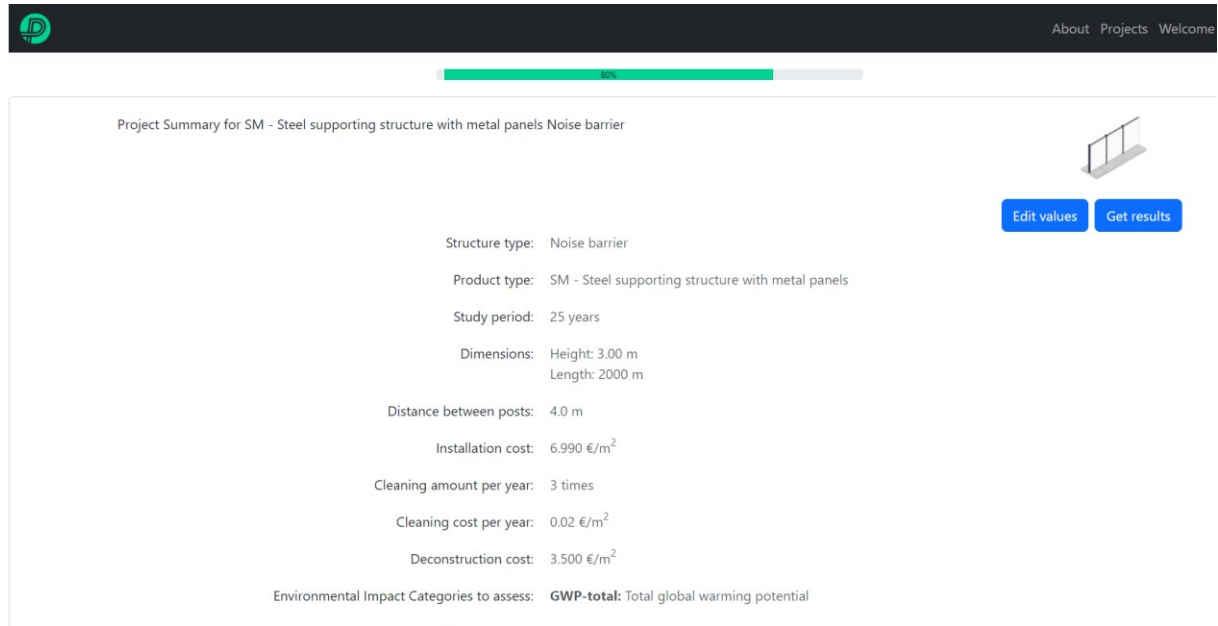 About Projects Welcome
80%
Project Summary for SM - Steel supporting structure with metal panels Noise barrier
Edit values Get results
Structure type: Noise barrier
Product type: SM - Steel supporting structure with metal panels
Study period: 25 years
Dimensions: Height: 3.00 m
Length: 2000 m
Distance between posts: 4.0 m
Installation cost: 6.990 €/m²
Cleaning amount per year: 3 times
Cleaning cost per year: 0.02 €/m²
Deconstruction cost: 3.500 €/m²
Environmental Impact Categories to assess: GWP-total: Total global warming potential